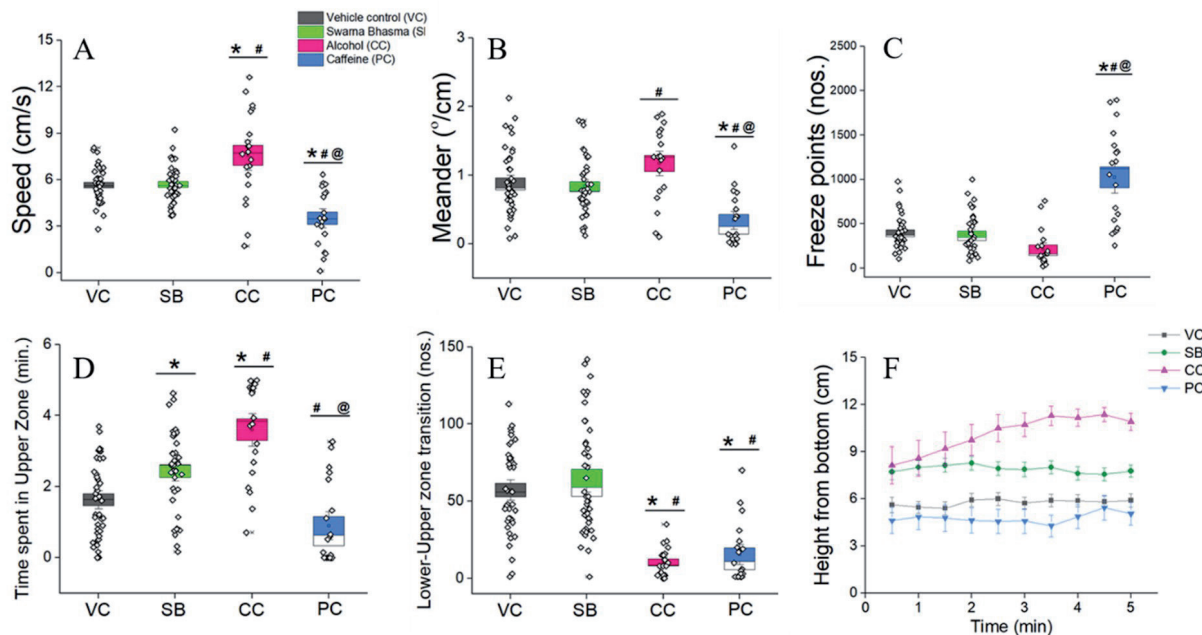 A
Speed (cm/s)
15
12
9
6
3
0
VC SB CC PC
* #
* # @
Vehicle control (VC)
Swarna Bhasma (SB
Alcohol (CC)
Caffeine (PC)
B
Meander (°/cm)
3
2
1
0
VC SB CC PC
#
* # @
C
Freeze points (nos.)
2500
2000
1500
1000
500
0
VC SB CC PC
* # @
D
Time spent in Upper Zone (min.)
6
4
2
0
VC SB CC PC
*
* #
# @
E
Lower-Upper zone transition (nos.)
150
100
50
0
VC SB CC PC
* #
* #
F
Height from bottom (cm)
15
12
9
6
3
0
0 1 2 3 4 5
Time (min)
VC
SB
CC
PC